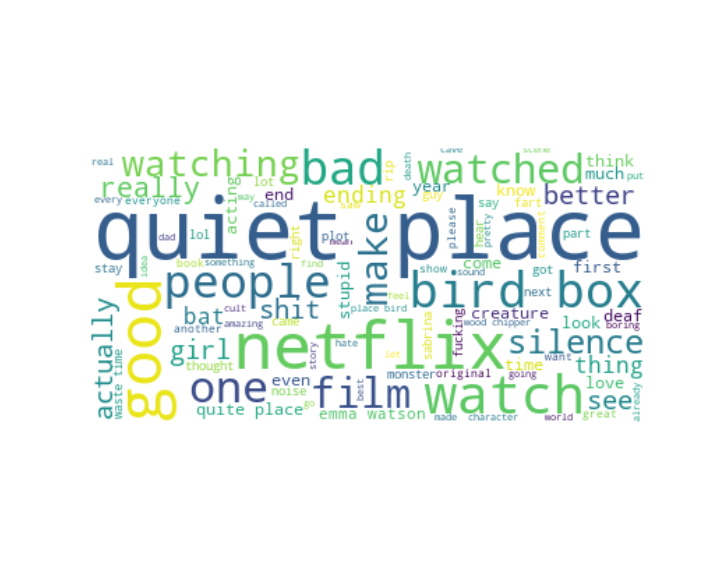 real
watching
bad
rip
death
cave
watched
scene
think
much
put
really
lot
end
ending
saw
guy
year
say
know
fart
better
every
everyone
may
called
acting
quiet place
dad
lol
right
plot
mean
make
please
hear
pretty
comment
part
stay
idea
book
something
find
stupid
show
come
sound
got
first
good
people
feel
bird box
next
actually
bat
shit
cult
place bird
another
amazing
came
sabrina
fucking
creature
wood chipper
look
deaf
boring
girl
netflix
silence
thought
story
hate
let
want
time
thing
waste time
one
even
film
best
monster
original
going
watch
love
see
already
noise
go
quite place
emma watson
made
character
world
great